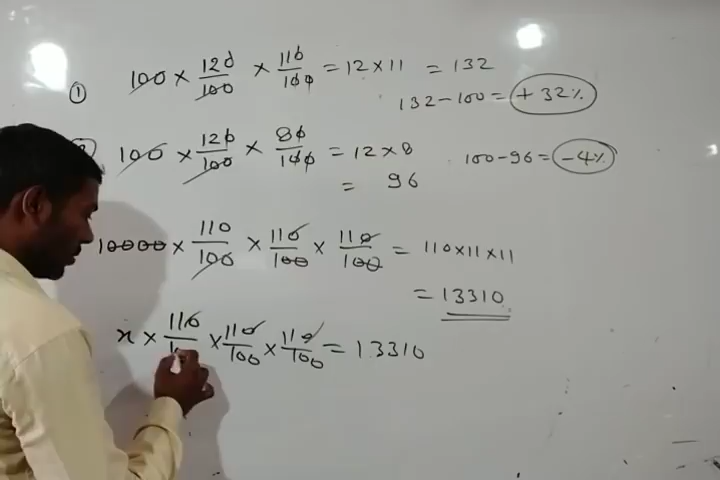 ① 100 × 120/100 × 110/100 = 12 × 11 = 132
132 - 100 = +32%
100 × 120/100 × 80/100 = 12 × 8 100 - 96 = -4%
= 96
10000 × 110/100 × 110/100 × 110/100 = 110 × 11 × 11
= 13310
x × 110/100 × 110/100 × 110/100 = 13310